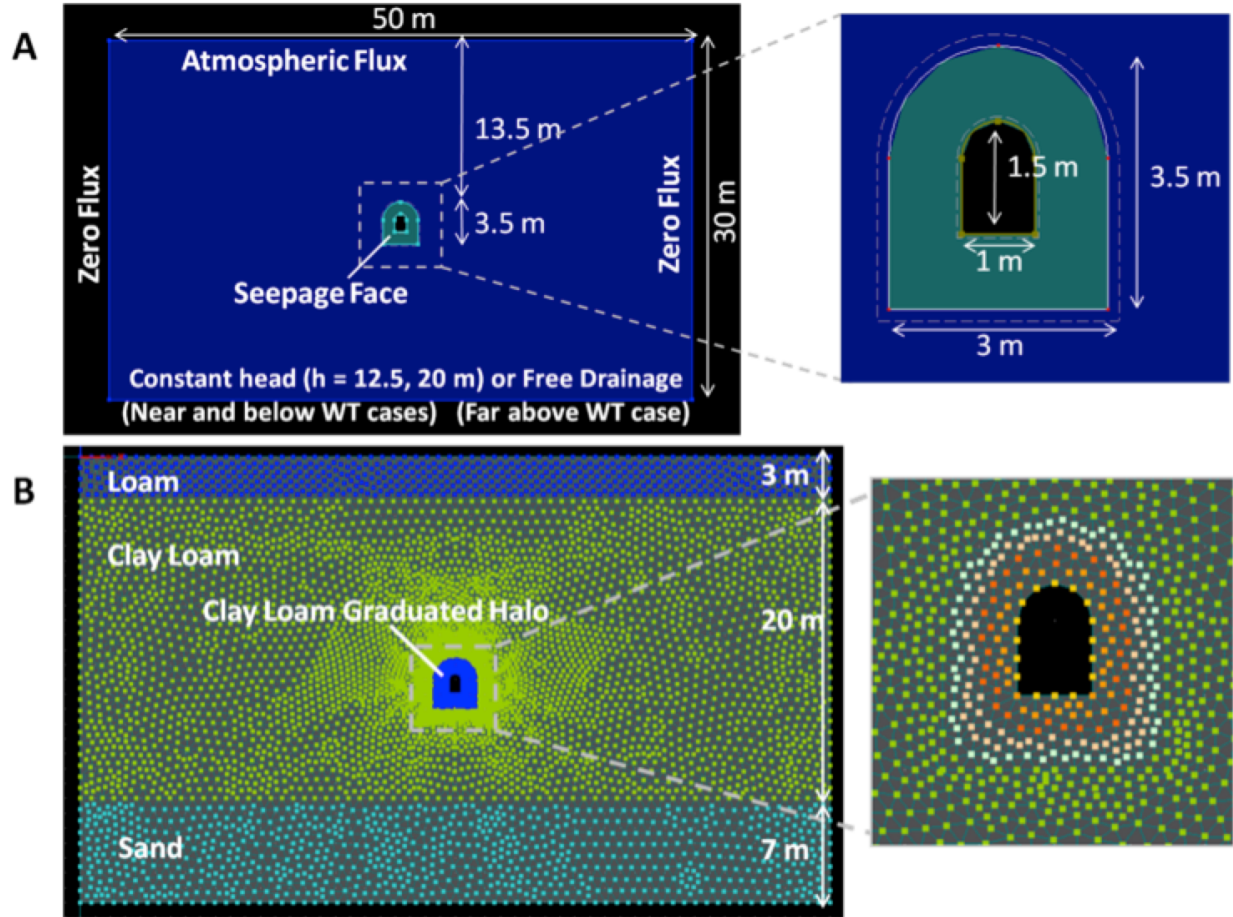 A
50 m
Atmospheric Flux
13.5 m
3.5 m
Zero Flux
Zero Flux
30 m
Seepage Face
Constant head (h = 12.5, 20 m) or Free Drainage
(Near and below WT cases) (Far above WT case)
1.5 m
3.5 m
1 m
3 m
B
Loam
3 m
Clay Loam
Clay Loam Graduated Halo
20 m
Sand
7 m